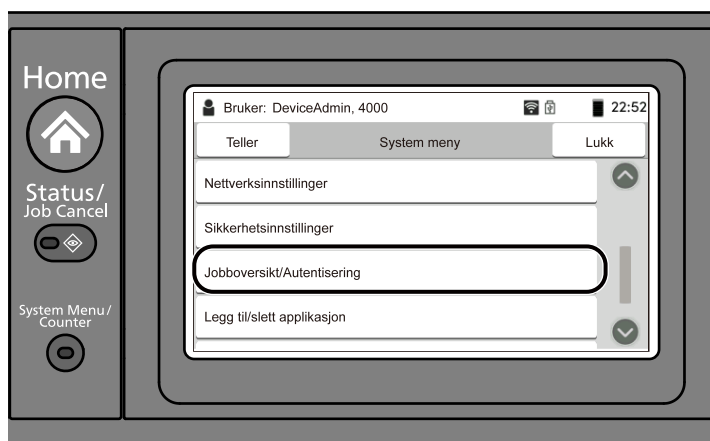 Home
Status/
Job Cancel
System Menu/
Counter
Bruker: DeviceAdmin, 4000
22:52
Teller
System meny
Lukk
Nettverksinnstillinger
Sikkerhetsinnstillinger
Jobboversikt/Autentisering
Legg til/slett applikasjon